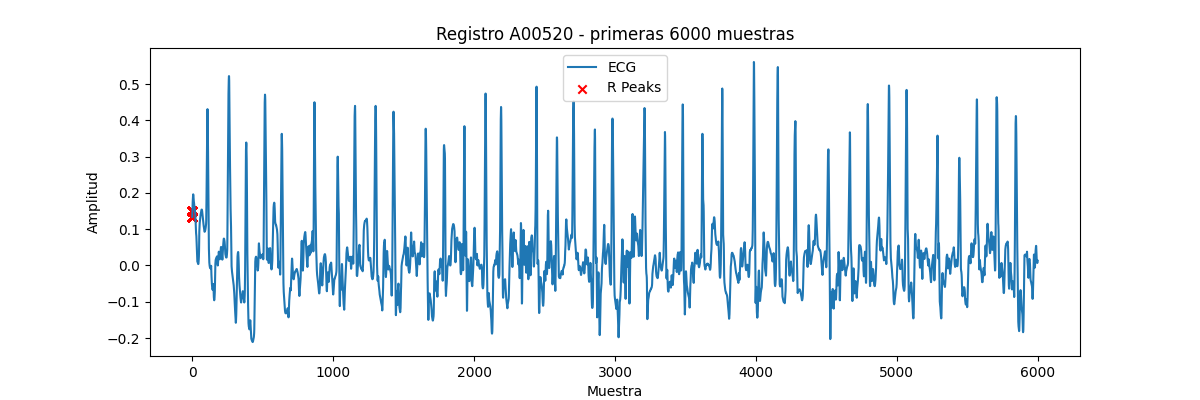 Registro A00520 - primeras 6000 muestras
ECG
R Peaks
Amplitud
0.5
0.4
0.3
0.2
0.1
0.0
−0.1
−0.2
0 1000 2000 3000 4000 5000 6000
Muestra